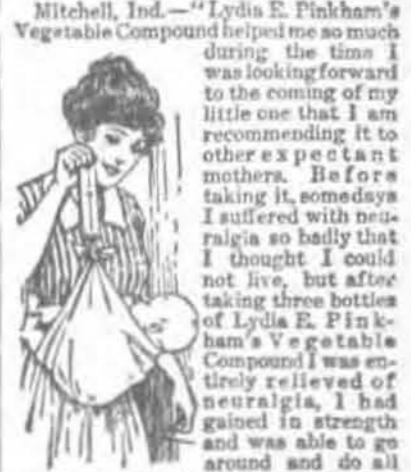 Mitchell, Ind.—"Lydia E. Pinkham's
Vegetable Compound helped me so much
during the time I
was looking forward
to the coming of my
little one that I am
recommending it to
other expectant
mothers. Before
taking it, somedays
I suffered with neu-
ralgia so badly that
I thought I could
not live, but after
taking three bottles
of Lydia E. Pink-
ham's Vegetable
Compound I was en-
tirely relieved of
neuralgia, I had
gained in strength
and was able to go
around and do all